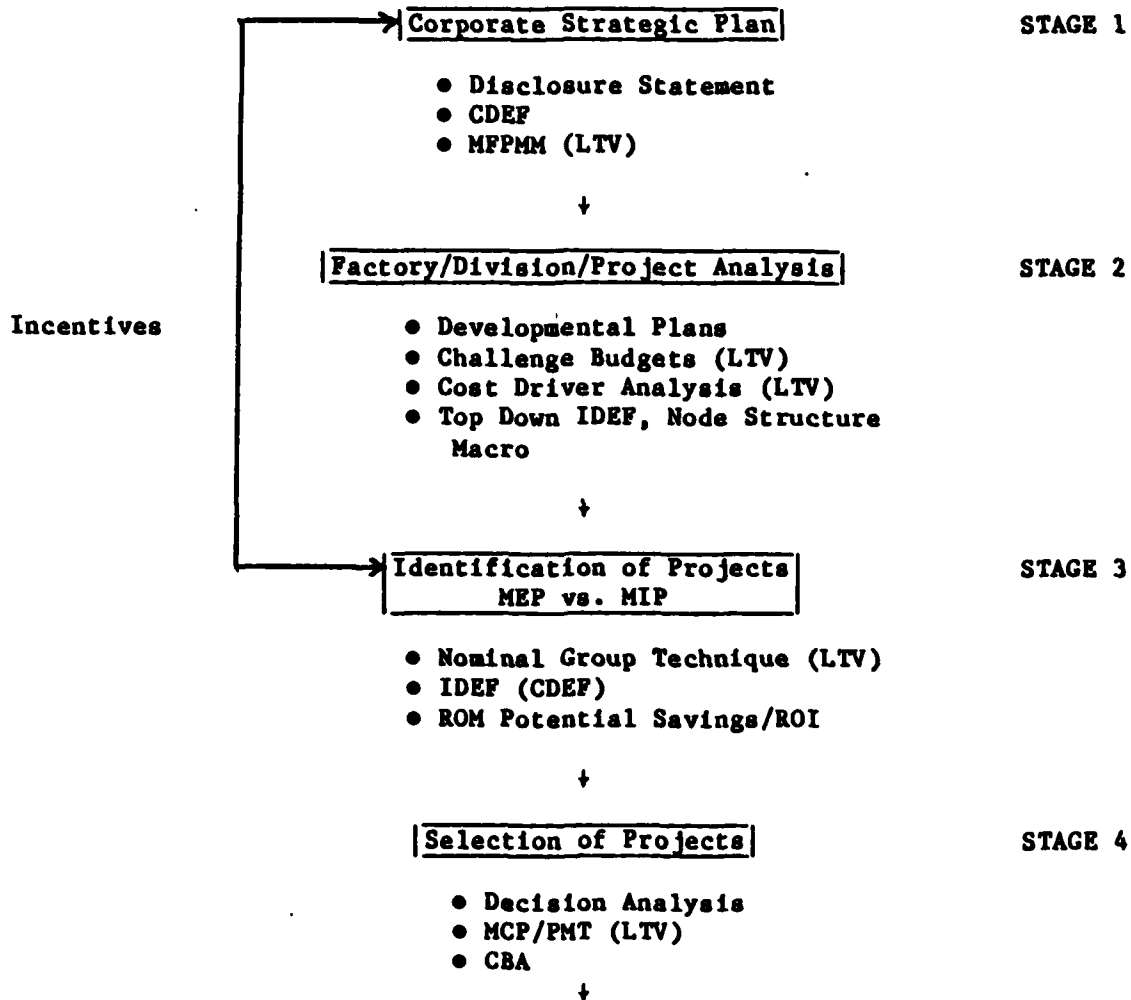 Corporate Strategic Plan STAGE 1
● Disclosure Statement
● CDEF
● MFPMM (LTV)
Factory/Division/Project Analysis STAGE 2
Incentives
● Developmental Plans
● Challenge Budgets (LTV)
● Cost Driver Analysis (LTV)
● Top Down IDEF, Node Structure
Macro
Identification of Projects STAGE 3
MEP vs. MIP
● Nominal Group Technique (LTV)
● IDEF (CDEF)
● ROM Potential Savings/ROI
Selection of Projects STAGE 4
● Decision Analysis
● MCP/PMT (LTV)
● CBA